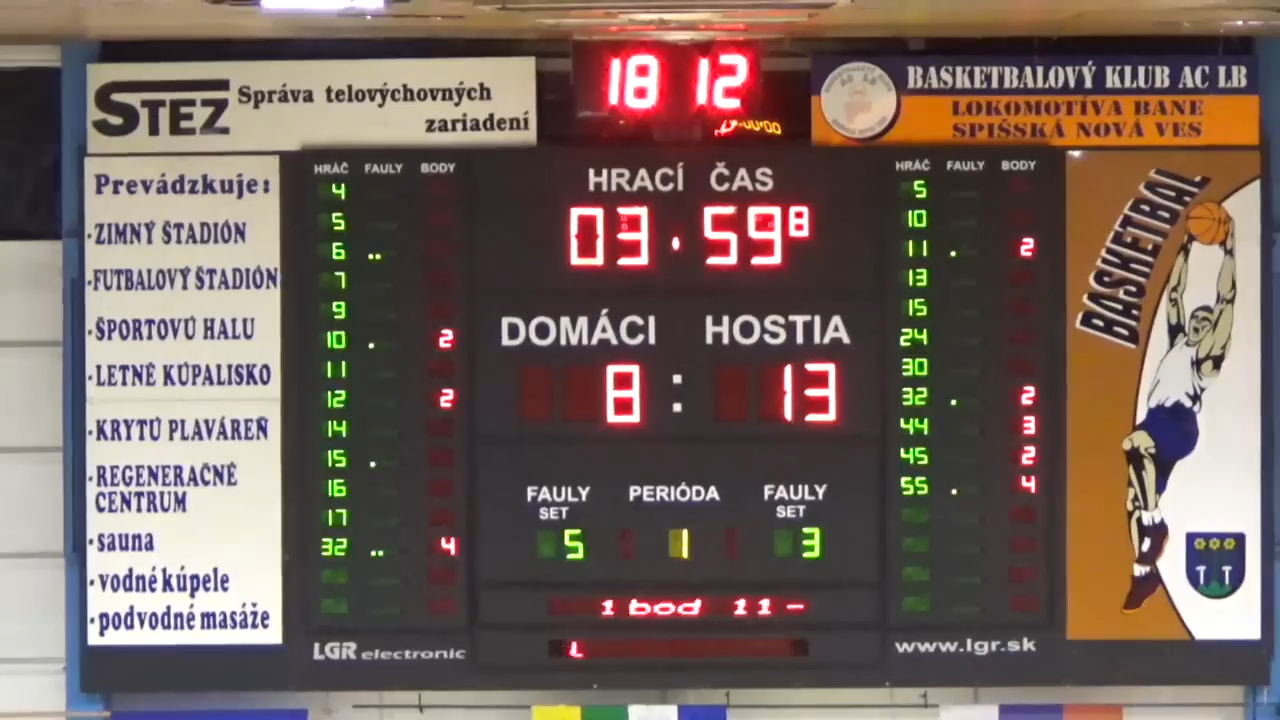 18 12
STEZ Správa telovýchovných
zariadení
BASKETBALOVÝ KLUB AC LB
LOKOMOTÍVA BANE
SPIŠSKÁ NOVÁ VES
Prevádzkuje:
·ZIMNÝ ŠTADIÓN
·FUTBALOVÝ ŠTADIÓN
·ŠPORTOVÚ HALU
·LETNÉ KÚPALISKO
·KRYTÚ PLAVÁREŇ
·REGENERAČNÉ
CENTRUM
·sauna
·vodné kúpele
·podvodné masáže
HRÁČ FAULY BODY
4
5
6 ..
7
9
10 . 2
11
12 2
14
15 .
16
17
32 .. 4
LGR electronic
HRACÍ ČAS
03.59 8
DOMÁCI HOSTIA
8 : 13
FAULY PERIÓDA FAULY
SET SET
5 1 3
1 bod 11 -
L
HRÁČ FAULY BODY
5
10
11 . 2
13
15
24
30
32 . 2
44 3
45 2
55 . 4
www.lgr.sk
BASKETBAL